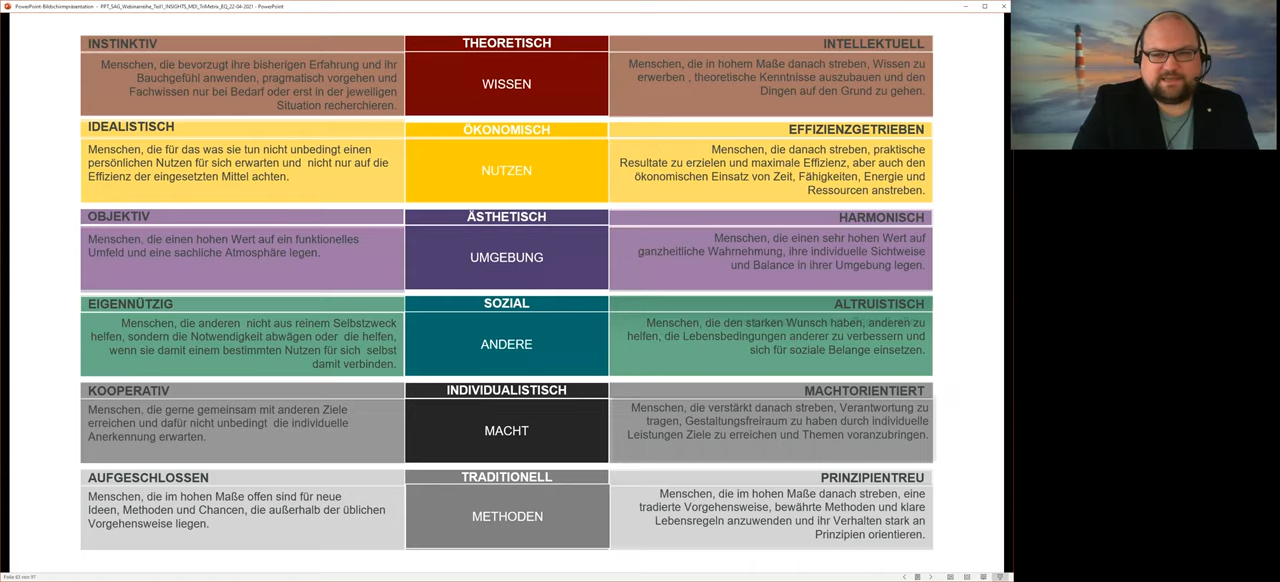 PowerPoint-Bildschirmpräsentation - PPT_SAG_Webinarreihe_Teil1_INSIGHTS_MDI_TriMetrix_EQ_22-04-2021 - PowerPoint
INSTINKTIV
Menschen, die bevorzugt ihre bisherigen Erfahrung und ihr
Bauchgefühl anwenden, pragmatisch vorgehen und
Fachwissen nur bei Bedarf oder erst in der jeweiligen
Situation recherchieren.
THEORETISCH
WISSEN
INTELLEKTUELL
Menschen, die in hohem Maße danach streben, Wissen zu
erwerben , theoretische Kenntnisse auszubauen und den
Dingen auf den Grund zu gehen.
IDEALISTISCH
Menschen, die für das was sie tun nicht unbedingt einen
persönlichen Nutzen für sich erwarten und nicht nur auf die
Effizienz der eingesetzten Mittel achten.
ÖKONOMISCH
NUTZEN
EFFIZIENZGETRIEBEN
Menschen, die danach streben, praktische
Resultate zu erzielen und maximale Effizienz, aber auch den
ökonomischen Einsatz von Zeit, Fähigkeiten, Energie und
Ressourcen anstreben.
OBJEKTIV
Menschen, die einen hohen Wert auf ein funktionelles
Umfeld und eine sachliche Atmosphäre legen.
ÄSTHETISCH
UMGEBUNG
HARMONISCH
Menschen, die einen sehr hohen Wert auf
ganzheitliche Wahrnehmung, ihre individuelle Sichtweise
und Balance in ihrer Umgebung legen.
EIGENNÜTZIG
Menschen, die anderen nicht aus reinem Selbstzweck
helfen, sondern die Notwendigkeit abwägen oder die helfen,
wenn sie damit einem bestimmten Nutzen für sich selbst
damit verbinden.
SOZIAL
ANDERE
ALTRUISTISCH
Menschen, die den starken Wunsch haben, anderen zu
helfen, die Lebensbedingungen anderer zu verbessern und
sich für soziale Belange einsetzen.
KOOPERATIV
Menschen, die gerne gemeinsam mit anderen Ziele
erreichen und dafür nicht unbedingt die individuelle
Anerkennung erwarten.
INDIVIDUALISTISCH
MACHT
MACHTORIENTIERT
Menschen, die verstärkt danach streben, Verantwortung zu
tragen, Gestaltungsfreiraum zu haben durch individuelle
Leistungen Ziele zu erreichen und Themen voranzubringen.
AUFGESCHLOSSEN
Menschen, die im hohen Maße offen sind für neue
Ideen, Methoden und Chancen, die außerhalb der üblichen
Vorgehensweise liegen.
TRADITIONELL
METHODEN
PRINZIPIENTREU
Menschen, die im hohen Maße danach streben, eine
tradierte Vorgehensweise, bewährte Methoden und klare
Lebensregeln anzuwenden und ihr Verhalten stark an
Prinzipien orientieren.
Folie 63 von 97